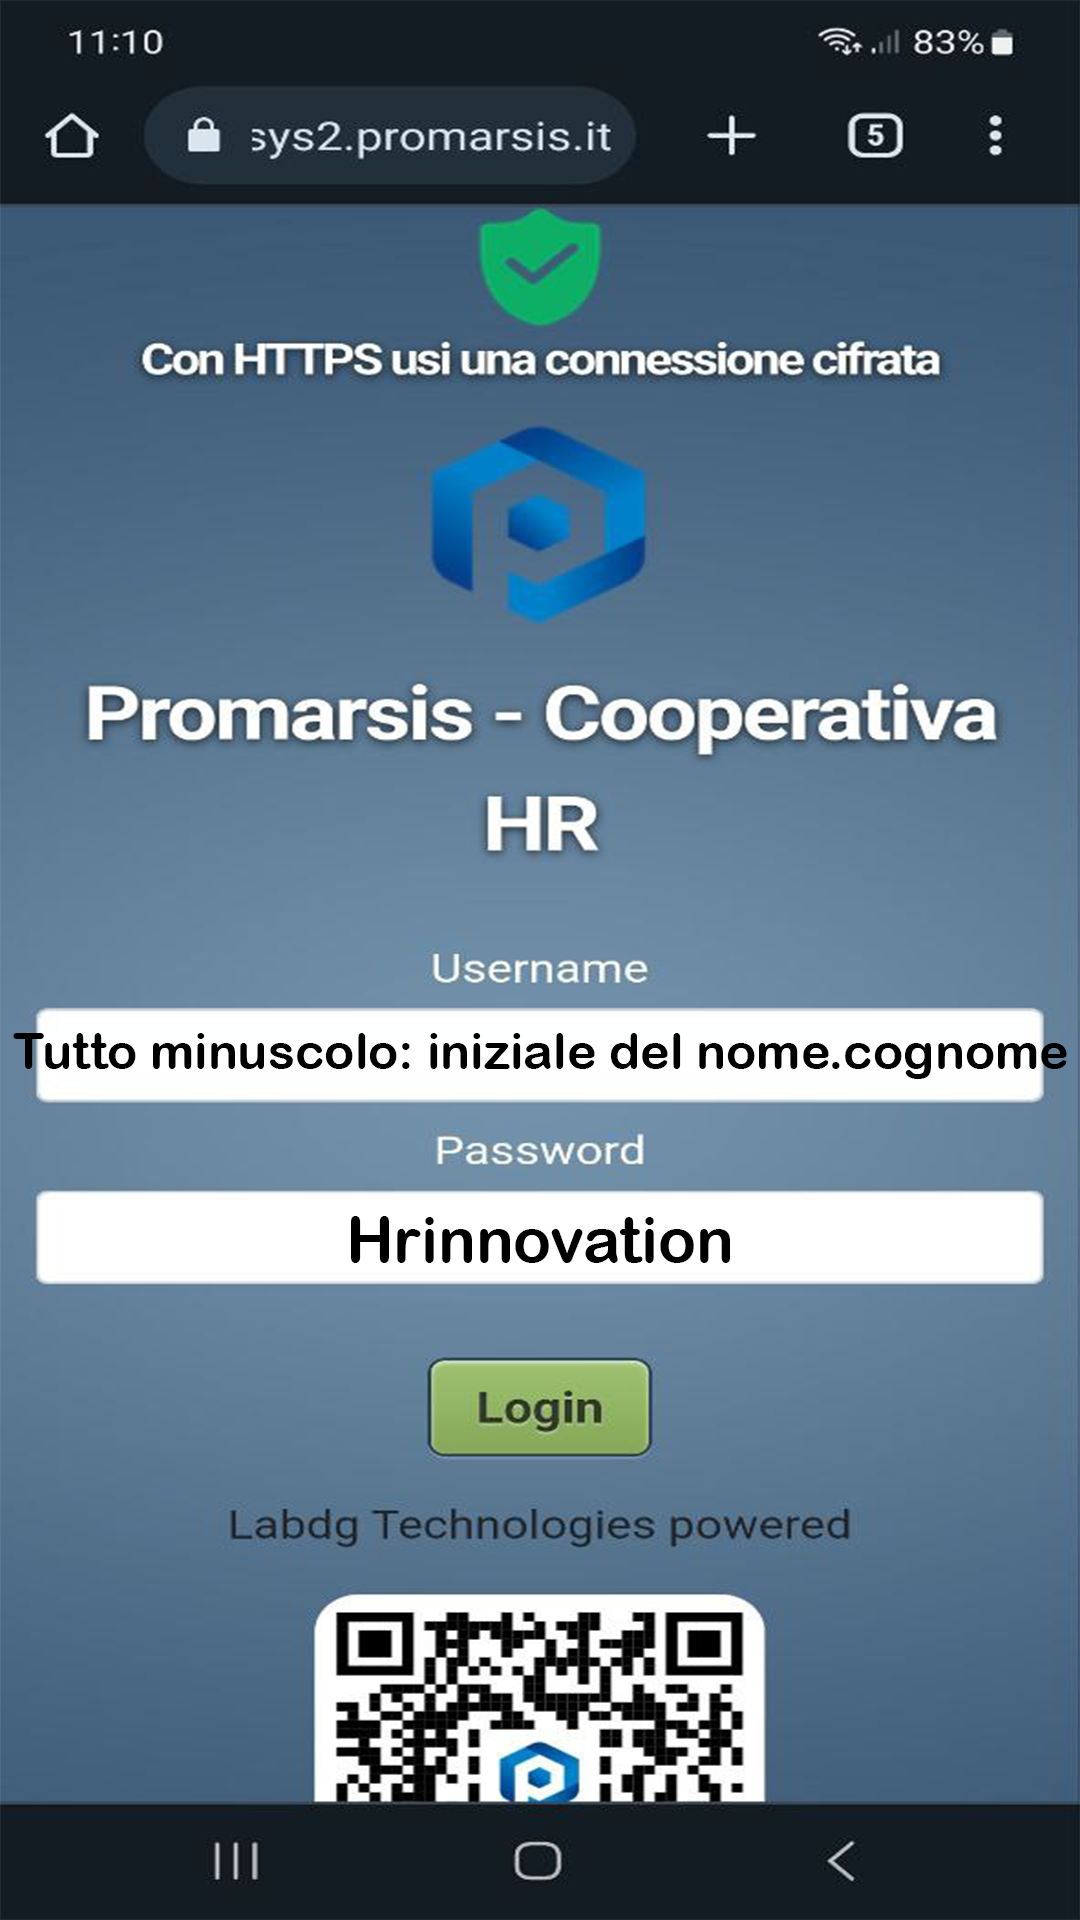 11:10
83%
sys2.promarsis.it
5
Con HTTPS usi una connessione cifrata
Promarsis - Cooperativa
HR
Username
Tutto minuscolo: iniziale del nome.cognome
Password
Hrinnovation
Login
Labdg Technologies powered